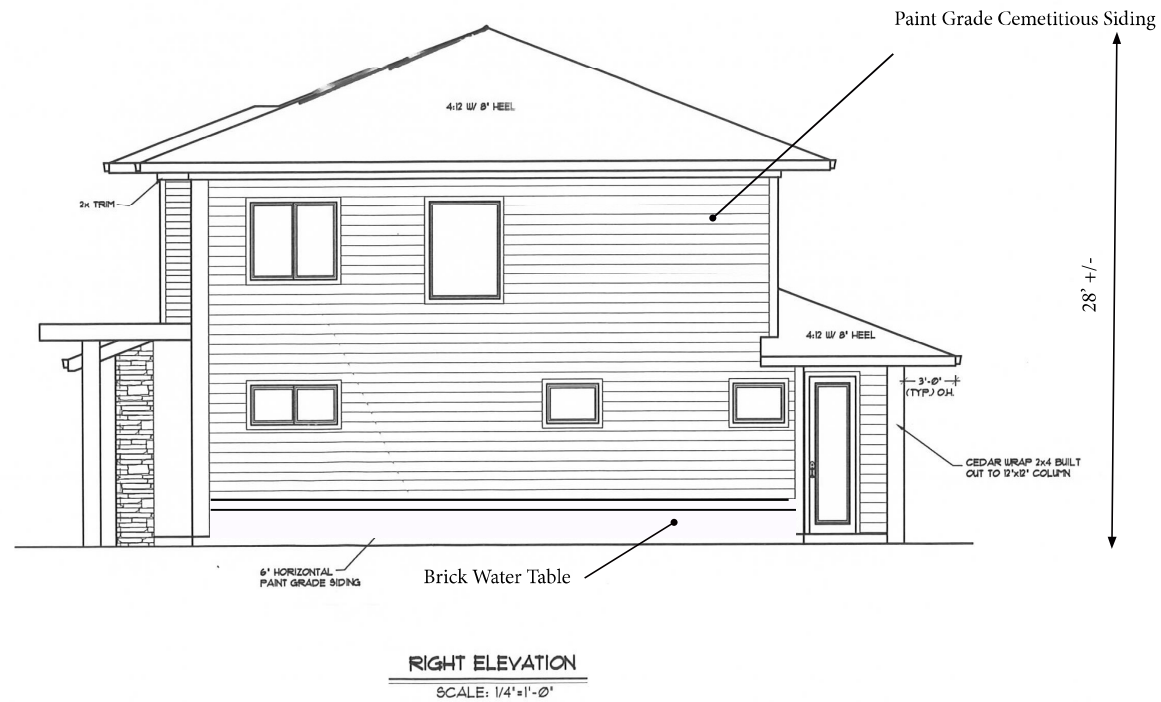 Paint Grade Cemetitious Siding
4:12 W/ 8" HEEL
2x TRIM
28' +/-
4:12 W/ 8" HEEL
3'-0"
(TYP.) O.H.
CEDAR WRAP 2x4 BUILT
OUT TO 12"x12" COLUMN
6" HORIZONTAL
PAINT GRADE SIDING
Brick Water Table
RIGHT ELEVATION
SCALE: 1/4"=1'-0"